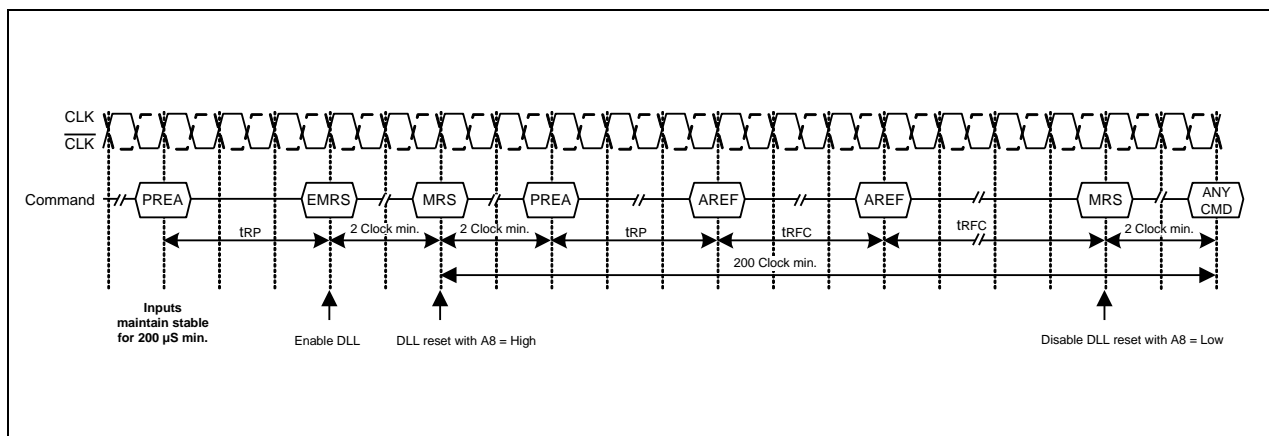 CLK
CLK
Command
PREA
EMRS
MRS
PREA
AREF
AREF
MRS
ANY
CMD
tRP
2 Clock min.
2 Clock min.
tRP
tRFC
tRFC
2 Clock min.
200 Clock min.
Inputs
maintain stable
for 200 µS min.
Enable DLL
DLL reset with A8 = High
Disable DLL reset with A8 = Low